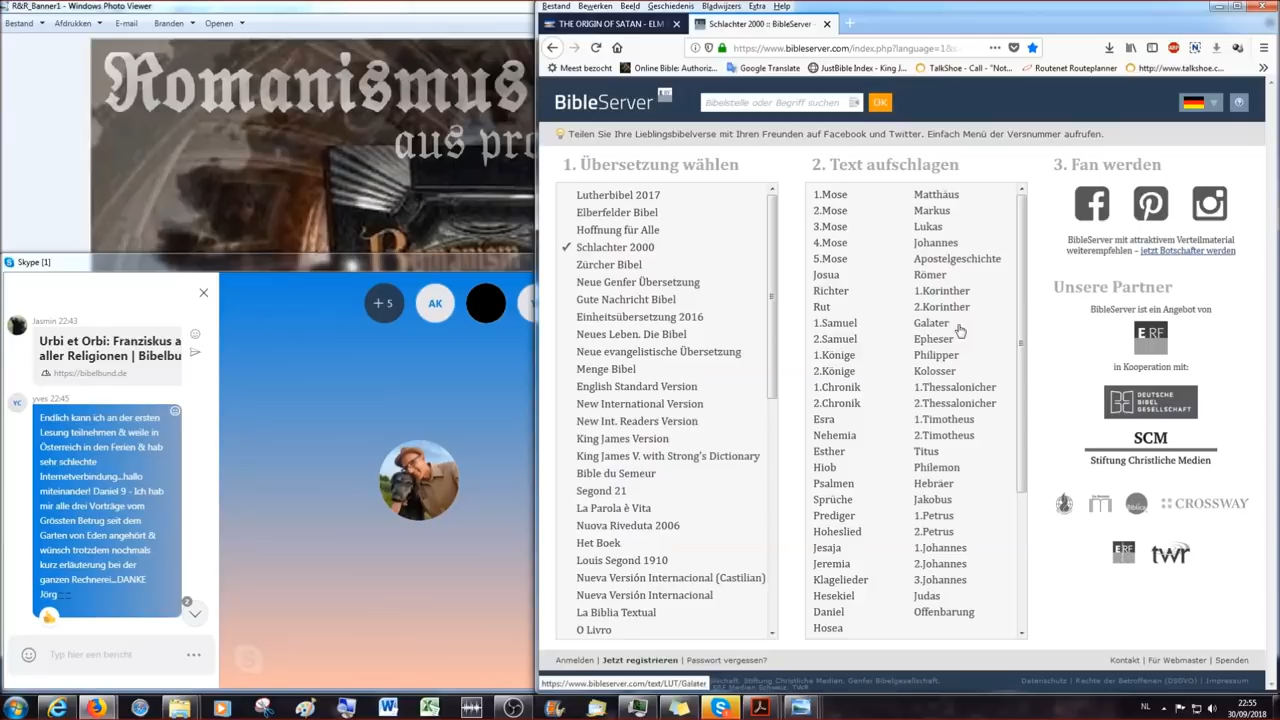 R&R_Banner1 - Windows Photo Viewer
Bestand Afdrukken E-mail Branden Openen
Romanismus
aus pro
Skype [1]
+5 AK
Jasmin 22:43
Urbi et Orbi: Franziskus a
aller Religionen | Bibelbu
https://bibelbund.de
YC yves 22:45
Endlich kann ich an der ersten
Lesung teilnehmen & weile in
Österreich in den Ferien & hab
sehr schlechte
Internetverbindung...hallo
miteinander! Daniel 9 - Ich hab
mir alle drei Vorträge vom
Grössten Betrug seit dem
Garten von Eden angehört &
wünsch trotzdem nochmals
kurz erläuterung bei der
ganzen Rechnerei...DANKE
Jörg
2
Typ hier een bericht
Bestand Bewerken Beeld Geschiedenis Bladwijzers Extra Help
THE ORIGIN OF SATAN - ELM Schlachter 2000 :: BibleServer -
https://www.bibleserver.com/index.php?language=1&s
Meest bezocht Online Bible: Authoriz... Google Translate JustBible Index - King J... TalkShoe - Call - "Not... Routenet Routeplanner http://www.talkshoe.c...
BibleServer Bibelstelle oder Begriff suchen OK
Teilen Sie Ihre Lieblingsbibelverse mit Ihren Freunden auf Facebook und Twitter. Einfach Menü der Versnummer aufrufen.
1. Übersetzung wählen
Lutherbibel 2017
Elberfelder Bibel
Hoffnung für Alle
Schlachter 2000
Zürcher Bibel
Neue Genfer Übersetzung
Gute Nachricht Bibel
Einheitsübersetzung 2016
Neues Leben. Die Bibel
Neue evangelistische Übersetzung
Menge Bibel
English Standard Version
New International Version
New Int. Readers Version
King James Version
King James V. with Strong's Dictionary
Bible du Semeur
Segond 21
La Parola è Vita
Nuova Riveduta 2006
Het Boek
Louis Segond 1910
Nueva Versión Internacional (Castilian)
Nueva Versión Internacional
La Biblia Textual
O Livro
2. Text aufschlagen
1.Mose Matthäus
2.Mose Markus
3.Mose Lukas
4.Mose Johannes
5.Mose Apostelgeschichte
Josua Römer
Richter 1.Korinther
Rut 2.Korinther
1.Samuel Galater
2.Samuel Epheser
1.Könige Philipper
2.Könige Kolosser
1.Chronik 1.Thessalonicher
2.Chronik 2.Thessalonicher
Esra 1.Timotheus
Nehemia 2.Timotheus
Esther Titus
Hiob Philemon
Psalmen Hebräer
Sprüche Jakobus
Prediger 1.Petrus
Hoheslied 2.Petrus
Jesaja 1.Johannes
Jeremia 2.Johannes
Klagelieder 3.Johannes
Hesekiel Judas
Daniel Offenbarung
Hosea
3. Fan werden
BibleServer mit attraktivem Verteilmaterial
weiterempfehlen - jetzt Botschafter werden
Unsere Partner
BibleServer ist ein Angebot von
ERF
in Kooperation mit:
DEUTSCHE
BIBEL
GESELLSCHAFT
SCM
Stiftung Christliche Medien
Biblica CROSSWAY
ERF twr
Anmelden | Jetzt registrieren | Passwort vergessen?
Kontakt | Für Webmaster | Spenden
https://www.bibleserver.com/text/LUT/Galater
schaft, Stiftung Christliche Medien, Genfer Bibelgesellschaft,
ERF Medien Schweiz, TWR
Datenschutz | Rechte der Betroffenen (DSGVO) | Impressum
NL
22:55
30/09/2018